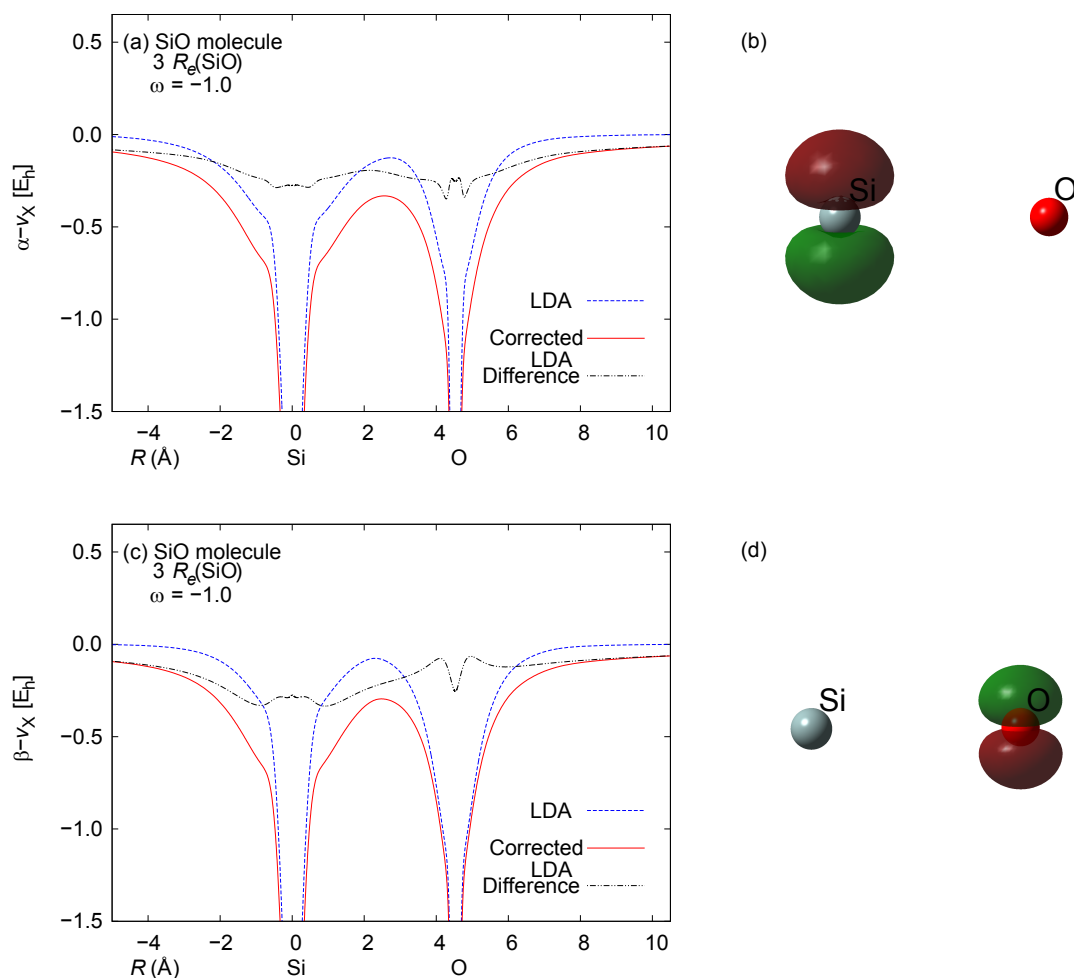 (a) SiO molecule
3 Rₑ(SiO)
ω = −1.0
0.5
0.0
−0.5
−1.0
−1.5
α−vₓ [Eₕ]
LDA
Corrected
LDA
Difference
−4 −2 0 2 4 6 8 10
R (Å) Si O
(b)
Si
O
(c) SiO molecule
3 Rₑ(SiO)
ω = −1.0
0.5
0.0
−0.5
−1.0
−1.5
β−vₓ [Eₕ]
LDA
Corrected
LDA
Difference
−4 −2 0 2 4 6 8 10
R (Å) Si O
(d)
Si
O